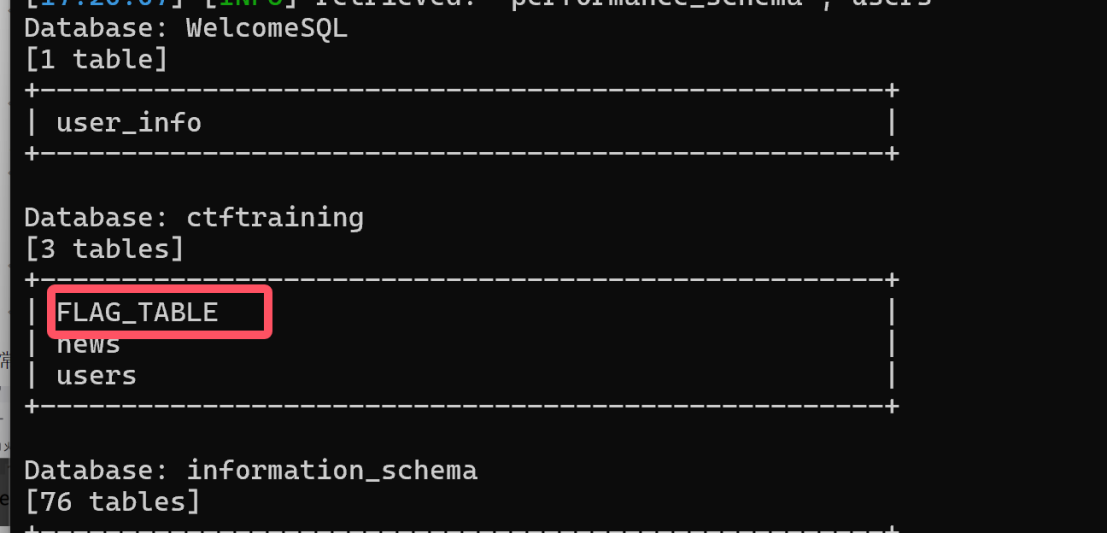 [17:20:07] [INFO] retrieved: 'performance_schema','users
Database: WelcomeSQL
[1 table]
+----------------------------------------------------+
| user_info                                          |
+----------------------------------------------------+
Database: ctftraining
[3 tables]
+----------------------------------------------------+
| FLAG_TABLE                                         |
| news                                               |
| users                                              |
+----------------------------------------------------+
Database: information_schema
[76 tables]
+----------------------------------------------------+